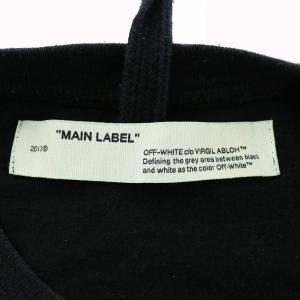 "MAIN LABEL"
2013©
OFF-WHITE c/o VIRGIL ABLOH™
Defining the grey area between black
and white as the color Off-White™